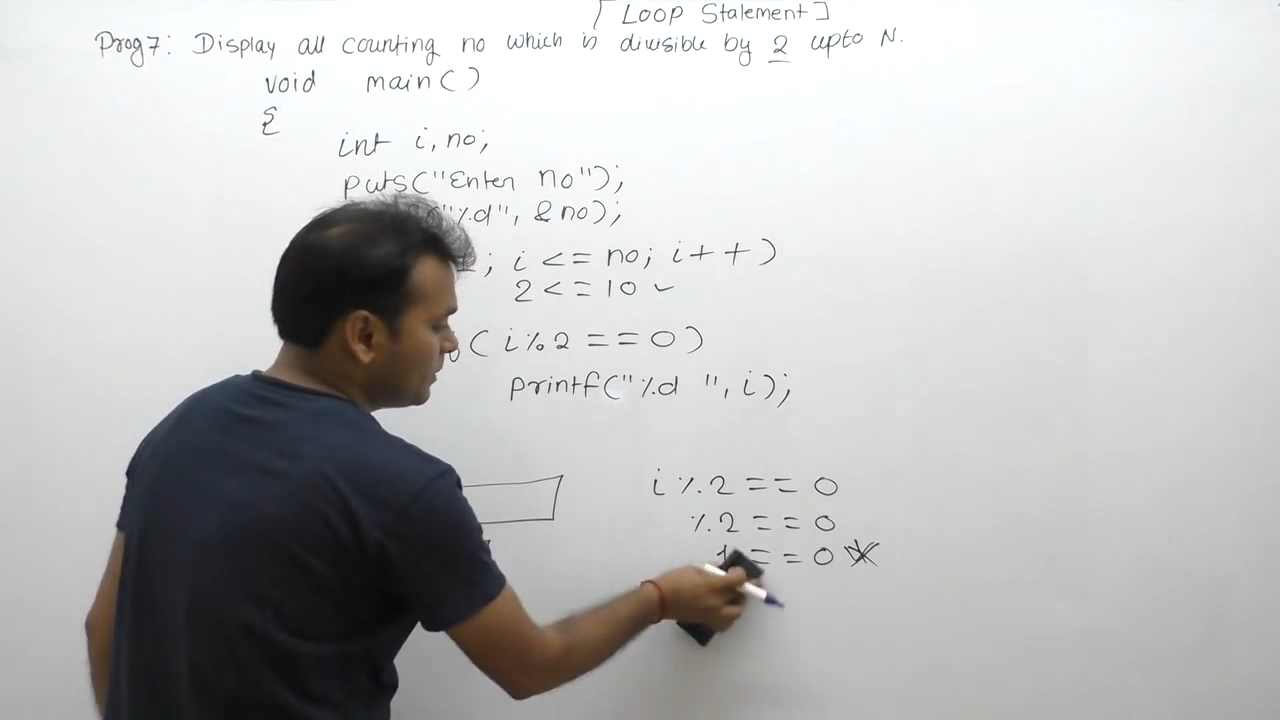 [Loop Statement]
Prog7: Display all counting no which is divisible by 2 upto N.
void main()
{
int i, no;
puts("Enter no");
"%d", &no);
; i <= no; i++)
2 <= 10 ✓
(i%2 == 0)
printf("%d ", i);
i%2 == 0
%2 == 0
1 == 0